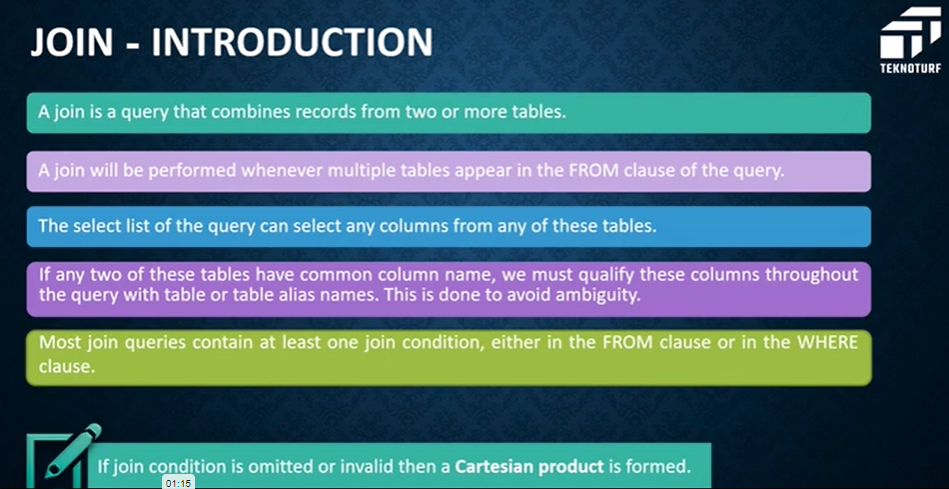 JOIN - INTRODUCTION
TEKNOTURF
A join is a query that combines records from two or more tables.
A join will be performed whenever multiple tables appear in the FROM clause of the query.
The select list of the query can select any columns from any of these tables.
If any two of these tables have common column name, we must qualify these columns throughout
the query with table or table alias names. This is done to avoid ambiguity.
Most join queries contain at least one join condition, either in the FROM clause or in the WHERE
clause.
If join condition is omitted or invalid then a Cartesian product is formed.
01:15